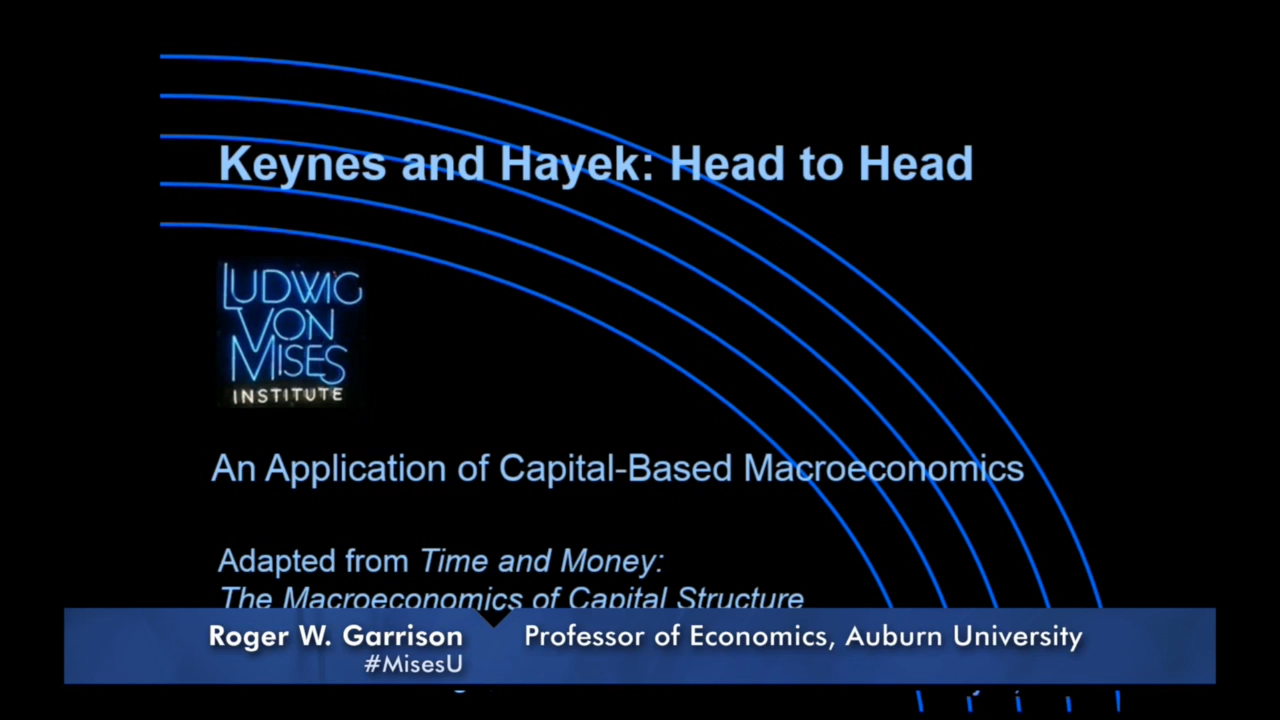 Keynes and Hayek: Head to Head
LUDWIG
VON
MISES
INSTITUTE
An Application of Capital-Based Macroeconomics
Adapted from Time and Money:
The Macroeconomics of Capital Structure
Roger W. Garrison
Professor of Economics, Auburn University
#MisesU